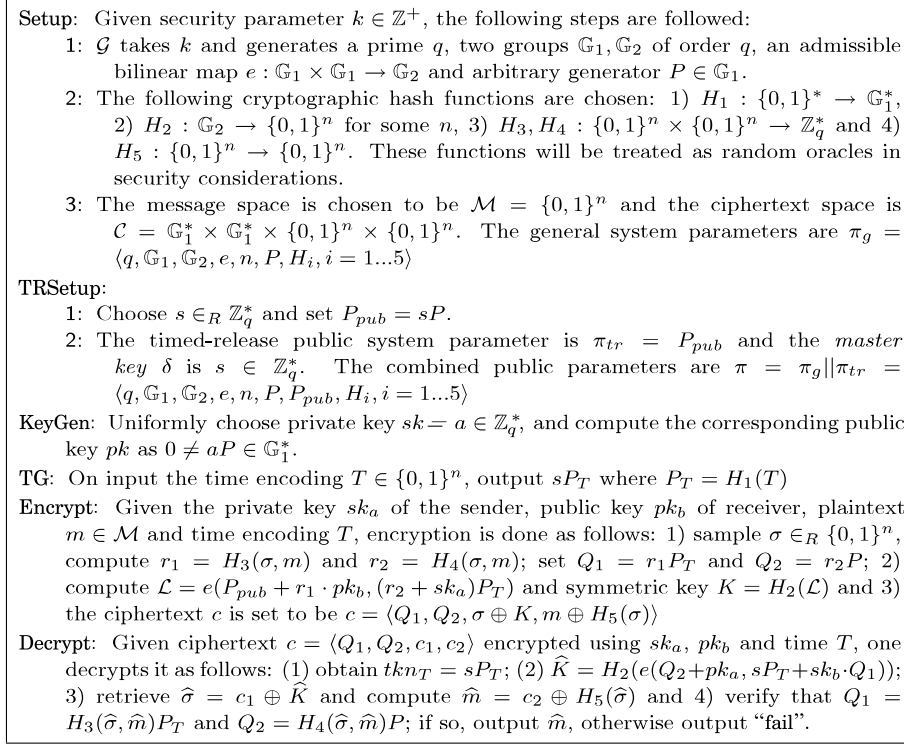 Setup: Given security parameter k ∈ ℤ⁺, the following steps are followed:
1: 𝒢 takes k and generates a prime q, two groups 𝔾₁, 𝔾₂ of order q, an admissible
bilinear map e : 𝔾₁ × 𝔾₁ → 𝔾₂ and arbitrary generator P ∈ 𝔾₁.
2: The following cryptographic hash functions are chosen: 1) H₁ : {0, 1}* → 𝔾₁*,
2) H₂ : 𝔾₂ → {0, 1}ⁿ for some n, 3) H₃, H₄ : {0, 1}ⁿ × {0, 1}ⁿ → ℤ_q* and 4)
H₅ : {0, 1}ⁿ → {0, 1}ⁿ. These functions will be treated as random oracles in
security considerations.
3: The message space is chosen to be ℳ = {0, 1}ⁿ and the ciphertext space is
𝒞 = 𝔾₁* × 𝔾₁* × {0, 1}ⁿ × {0, 1}ⁿ. The general system parameters are π_g =
⟨q, 𝔾₁, 𝔾₂, e, n, P, H_i, i = 1...5⟩
TRSetup:
1: Choose s ∈_R ℤ_q* and set P_pub = sP.
2: The timed-release public system parameter is π_tr = P_pub and the master
key δ is s ∈ ℤ_q*. The combined public parameters are π = π_g||π_tr =
⟨q, 𝔾₁, 𝔾₂, e, n, P, P_pub, H_i, i = 1...5⟩
KeyGen: Uniformly choose private key sk = a ∈ ℤ_q*, and compute the corresponding public
key pk as 0 ≠ aP ∈ 𝔾₁*.
TG: On input the time encoding T ∈ {0, 1}ⁿ, output sP_T where P_T = H₁(T)
Encrypt: Given the private key sk_a of the sender, public key pk_b of receiver, plaintext
m ∈ ℳ and time encoding T, encryption is done as follows: 1) sample σ ∈_R {0, 1}ⁿ,
compute r₁ = H₃(σ, m) and r₂ = H₄(σ, m); set Q₁ = r₁P_T and Q₂ = r₂P; 2)
compute ℒ = e(P_pub + r₁ · pk_b, (r₂ + sk_a)P_T) and symmetric key K = H₂(ℒ) and 3)
the ciphertext c is set to be c = ⟨Q₁, Q₂, σ ⊕ K, m ⊕ H₅(σ)⟩
Decrypt: Given ciphertext c = ⟨Q₁, Q₂, c₁, c₂⟩ encrypted using sk_a, pk_b and time T, one
decrypts it as follows: (1) obtain tkn_T = sP_T; (2) K̂ = H₂(e(Q₂+pk_a, sP_T+sk_b·Q₁));
3) retrieve σ̂ = c₁ ⊕ K̂ and compute m̂ = c₂ ⊕ H₅(σ̂) and 4) verify that Q₁ =
H₃(σ̂, m̂)P_T and Q₂ = H₄(σ̂, m̂)P; if so, output m̂, otherwise output “fail”.